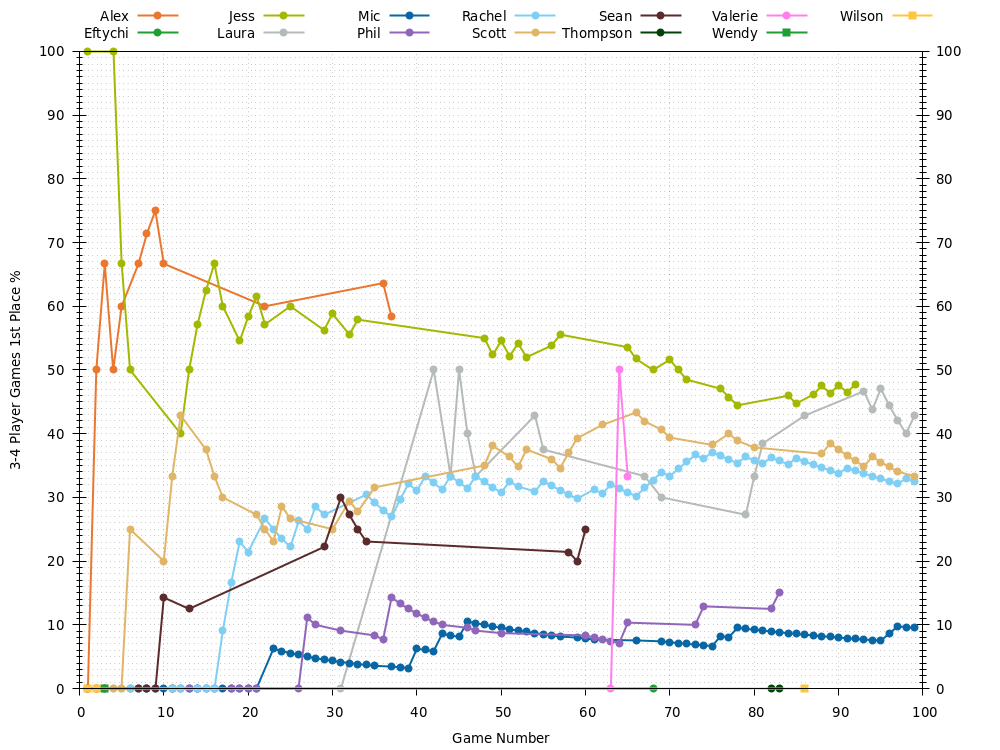 Alex Jess Mic Rachel Sean Valerie Wilson
Eftychi Laura Phil Scott Thompson Wendy
100 100
90 90
80 80
70 70
60 60
50 50
40 40
30 30
20 20
10 10
0 0
3-4 Player Games 1st Place %
0 10 20 30 40 50 60 70 80 90 100
Game Number